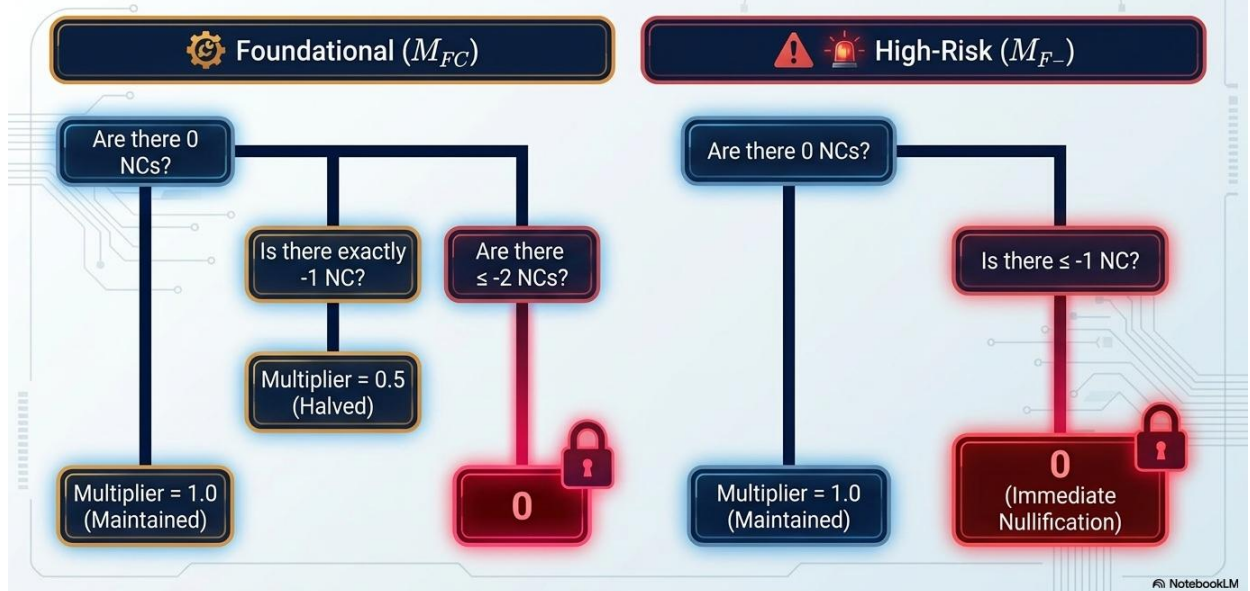 Foundational (M_FC)
High-Risk (M_F−)
Are there 0
NCs?
Is there exactly
-1 NC?
Are there
≤ -2 NCs?
Multiplier = 0.5
(Halved)
Multiplier = 1.0
(Maintained)
0
Are there 0 NCs?
Is there ≤ -1 NC?
Multiplier = 1.0
(Maintained)
0
(Immediate
Nullification)
NotebookLM